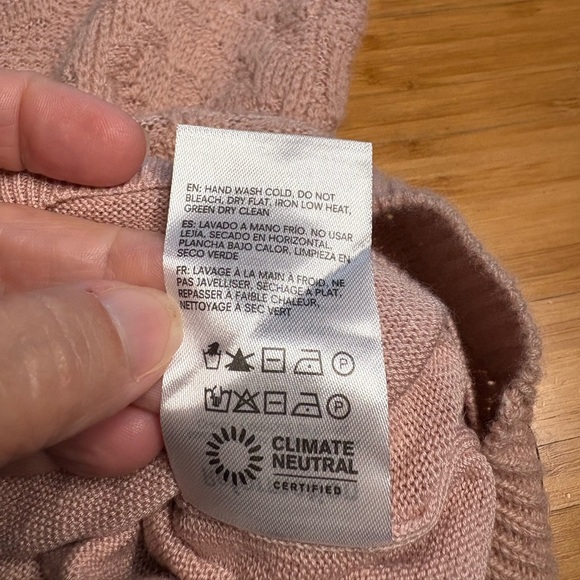 EN: HAND WASH COLD, DO NOT
BLEACH, DRY FLAT, IRON LOW HEAT,
GREEN DRY CLEAN
ES: LAVADO A MANO FRÍO, NO USAR
LEJÍA, SECADO EN HORIZONTAL,
PLANCHA BAJO CALOR, LIMPIEZA EN
SECO VERDE
FR: LAVAGE À LA MAIN À FROID, NE
PAS JAVELLISER, SÉCHAGE À PLAT,
REPASSER À FAIBLE CHALEUR,
NETTOYAGE À SEC VERT
P
P
CLIMATE
NEUTRAL
CERTIFIED